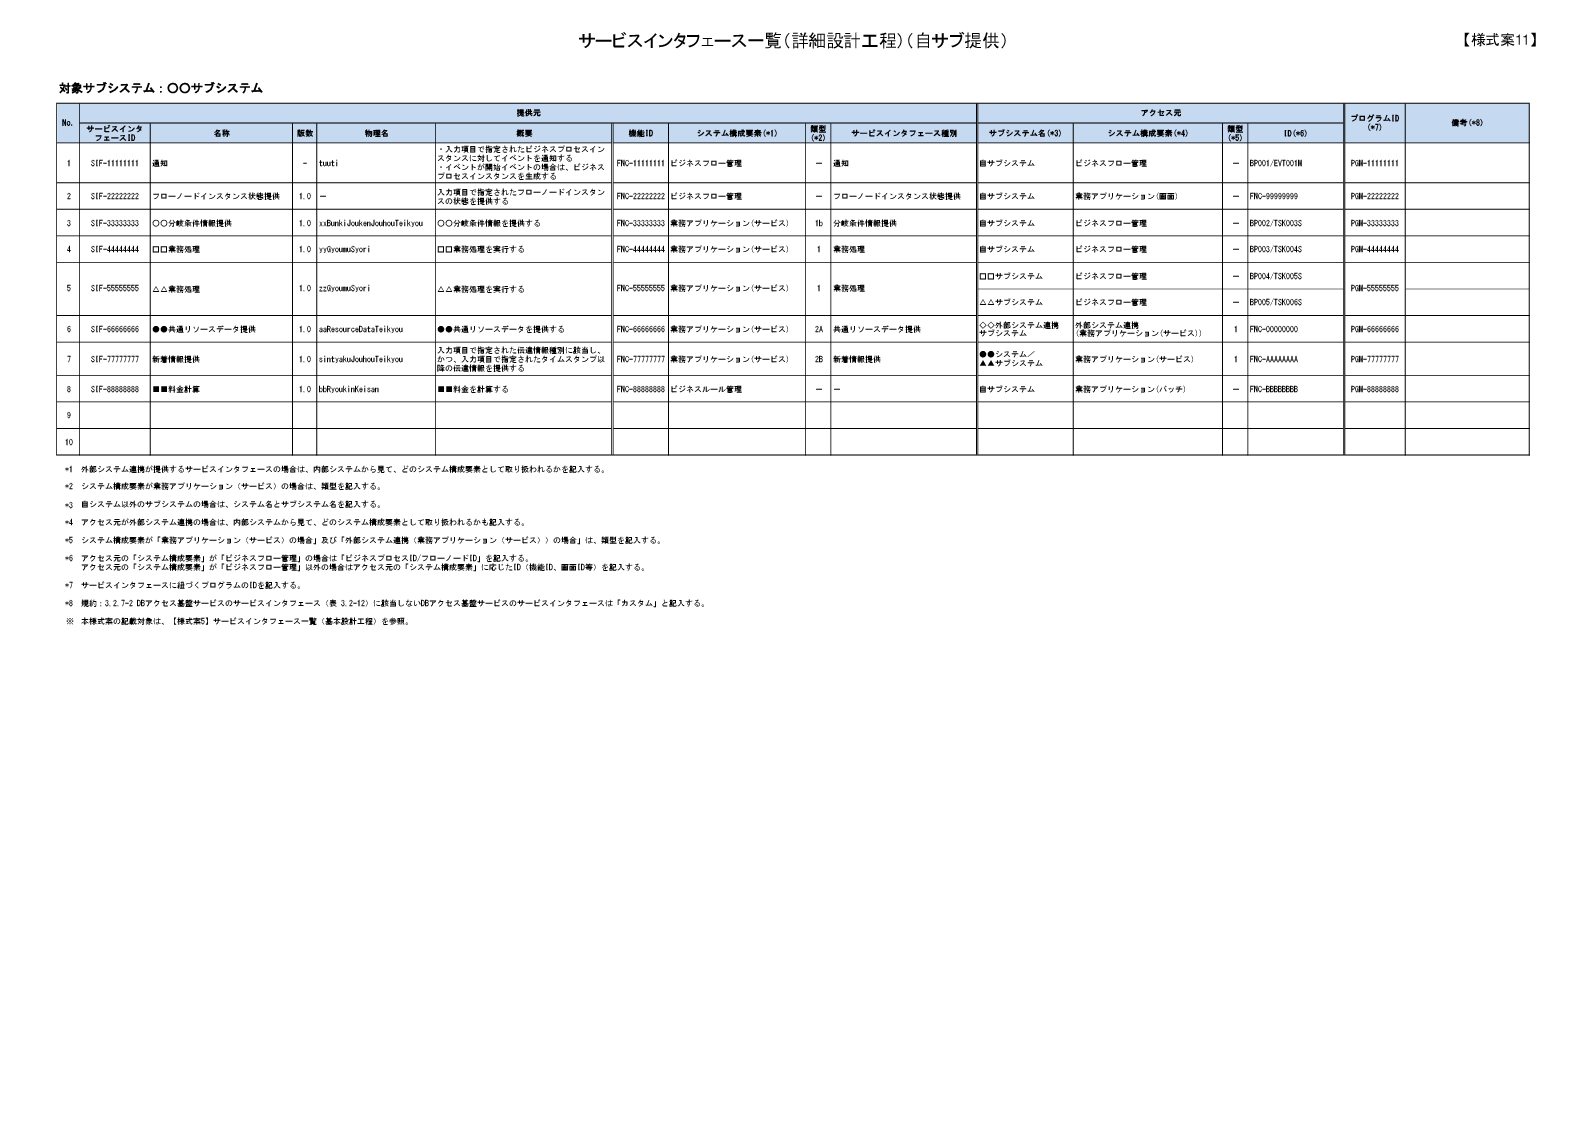 サービスインタフェース一覧(詳細設計工程)(自サブ提供)
【様式案11】
対象サブシステム:〇〇サブシステム
No. 提供元 アクセス元 プログラムID(*7) 備考(*8)
サービスインタフェースID 名称 版数 物理名 概要 機能ID システム構成要素(*1) 類型(*2) サービスインタフェース種別 サブシステム名(*3) システム構成要素(*4) 類型(*5) ID(*6)
1 SIF-11111111 通知 - tuuti ・入力項目で指定されたビジネスプロセスインスタンスに対してイベントを通知する ・イベントが開始イベントの場合は、ビジネスプロセスインスタンスを生成する FNC-11111111 ビジネスフロー管理 － 通知 自サブシステム ビジネスフロー管理 － BP001/EVT001M PGM-11111111
2 SIF-22222222 フローノードインスタンス状態提供 1.0 － 入力項目で指定されたフローノードインスタンスの状態を提供する FNC-22222222 ビジネスフロー管理 － フローノードインスタンス状態提供 自サブシステム 業務アプリケーション(画面) － FNC-99999999 PGM-22222222
3 SIF-33333333 〇〇分岐条件情報提供 1.0 xxBunkiJoukenJouhouTeikyou 〇〇分岐条件情報を提供する FNC-33333333 業務アプリケーション(サービス) 1b 分岐条件情報提供 自サブシステム ビジネスフロー管理 － BP002/TSK003S PGM-33333333
4 SIF-44444444 □□業務処理 1.0 yyGyoumuSyori □□業務処理を実行する FNC-44444444 業務アプリケーション(サービス) 1 業務処理 自サブシステム ビジネスフロー管理 － BP003/TSK004S PGM-44444444
5 SIF-55555555 △△業務処理 1.0 zzGyoumuSyori △△業務処理を実行する FNC-55555555 業務アプリケーション(サービス) 1 業務処理 □□サブシステム ビジネスフロー管理 － BP004/TSK005S PGM-55555555
△△サブシステム ビジネスフロー管理 － BP005/TSK006S
6 SIF-66666666 ●●共通リソースデータ提供 1.0 aaResourceDataTeikyou ●●共通リソースデータを提供する FNC-66666666 業務アプリケーション(サービス) 2A 共通リソースデータ提供 ◇◇外部システム連携サブシステム 外部システム連携(業務アプリケーション(サービス)) 1 FNC-00000000 PGM-66666666
7 SIF-77777777 新着情報提供 1.0 sintyakuJouhouTeikyou 入力項目で指定された伝達情報種別に該当し、かつ、入力項目で指定されたタイムスタンプ以降の伝達情報を提供する FNC-77777777 業務アプリケーション(サービス) 2B 新着情報提供 ●●システム/▲▲サブシステム 業務アプリケーション(サービス) 1 FNC-AAAAAAAA PGM-77777777
8 SIF-88888888 ■■料金計算 1.0 bbRyoukinKeisan ■■料金を計算する FNC-88888888 ビジネスルール管理 － － 自サブシステム 業務アプリケーション(バッチ) － FNC-BBBBBBBB PGM-88888888
9
10
*1 外部システム連携が提供するサービスインタフェースの場合は、内部システムから見て、どのシステム構成要素として取り扱われるかを記入する。
*2 システム構成要素が業務アプリケーション（サービス）の場合は、類型を記入する。
*3 自システム以外のサブシステムの場合は、システム名とサブシステム名を記入する。
*4 アクセス元が外部システム連携の場合は、内部システムから見て、どのシステム構成要素として取り扱われるかも記入する。
*5 システム構成要素が「業務アプリケーション（サービス）の場合」及び「外部システム連携（業務アプリケーション（サービス））の場合」は、類型を記入する。
*6 アクセス元の「システム構成要素」が「ビジネスフロー管理」の場合は「ビジネスプロセスID/フローノードID」を記入する。
アクセス元の「システム構成要素」が「ビジネスフロー管理」以外の場合はアクセス元の「システム構成要素」に応じたID（機能ID、画面ID等）を記入する。
*7 サービスインタフェースに紐づくプログラムのIDを記入する。
*8 規約：3.2.7-2 DBアクセス基盤サービスのサービスインタフェース（表 3.2-12）に該当しないDBアクセス基盤サービスのサービスインタフェースは「カスタム」と記入する。
※ 本様式案の記載対象は、【様式案5】サービスインタフェース一覧（基本設計工程）を参照。